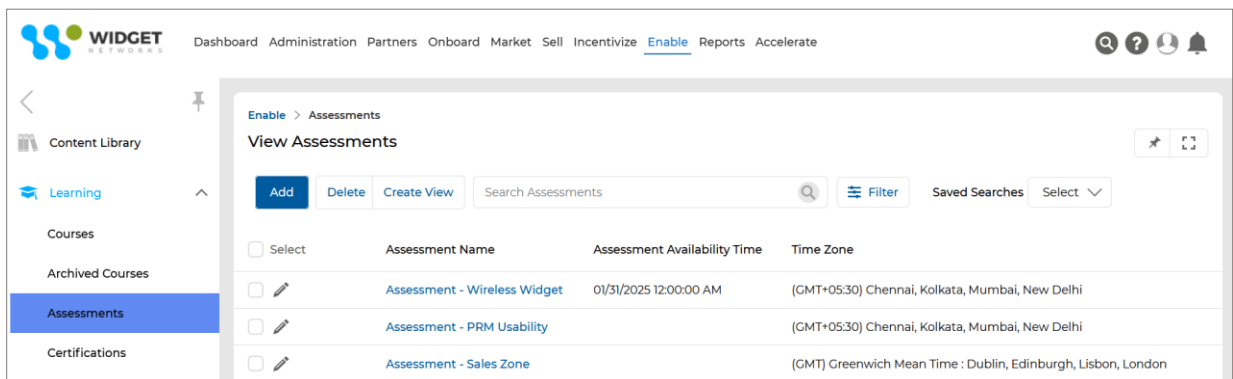 WIDGET
NETWORKS
Dashboard Administration Partners Onboard Market Sell Incentivize Enable Reports Accelerate
Content Library
Learning
Courses
Archived Courses
Assessments
Certifications
Enable > Assessments
View Assessments
Add Delete Create View Search Assessments Filter Saved Searches Select
Select Assessment Name Assessment Availability Time Time Zone
Assessment - Wireless Widget 01/31/2025 12:00:00 AM (GMT+05:30) Chennai, Kolkata, Mumbai, New Delhi
Assessment - PRM Usability (GMT+05:30) Chennai, Kolkata, Mumbai, New Delhi
Assessment - Sales Zone (GMT) Greenwich Mean Time : Dublin, Edinburgh, Lisbon, London